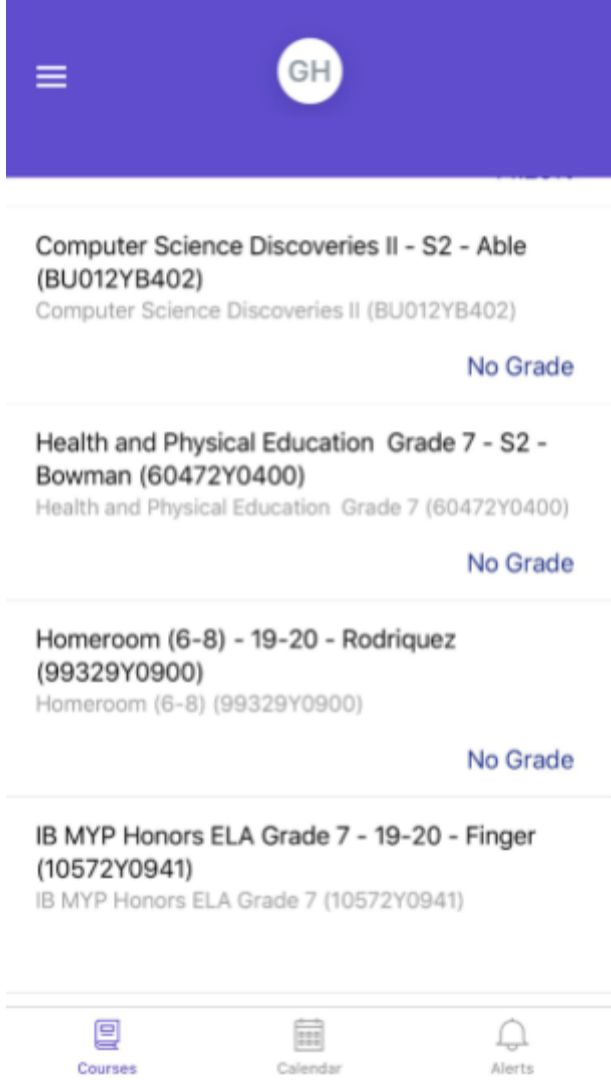 GH
Computer Science Discoveries II - S2 - Able
(BU012YB402)
Computer Science Discoveries II (BU012YB402)
No Grade
Health and Physical Education Grade 7 - S2 -
Bowman (60472Y0400)
Health and Physical Education Grade 7 (60472Y0400)
No Grade
Homeroom (6-8) - 19-20 - Rodriquez
(99329Y0900)
Homeroom (6-8) (99329Y0900)
No Grade
IB MYP Honors ELA Grade 7 - 19-20 - Finger
(10572Y0941)
IB MYP Honors ELA Grade 7 (10572Y0941)
Courses
Calendar
Alerts